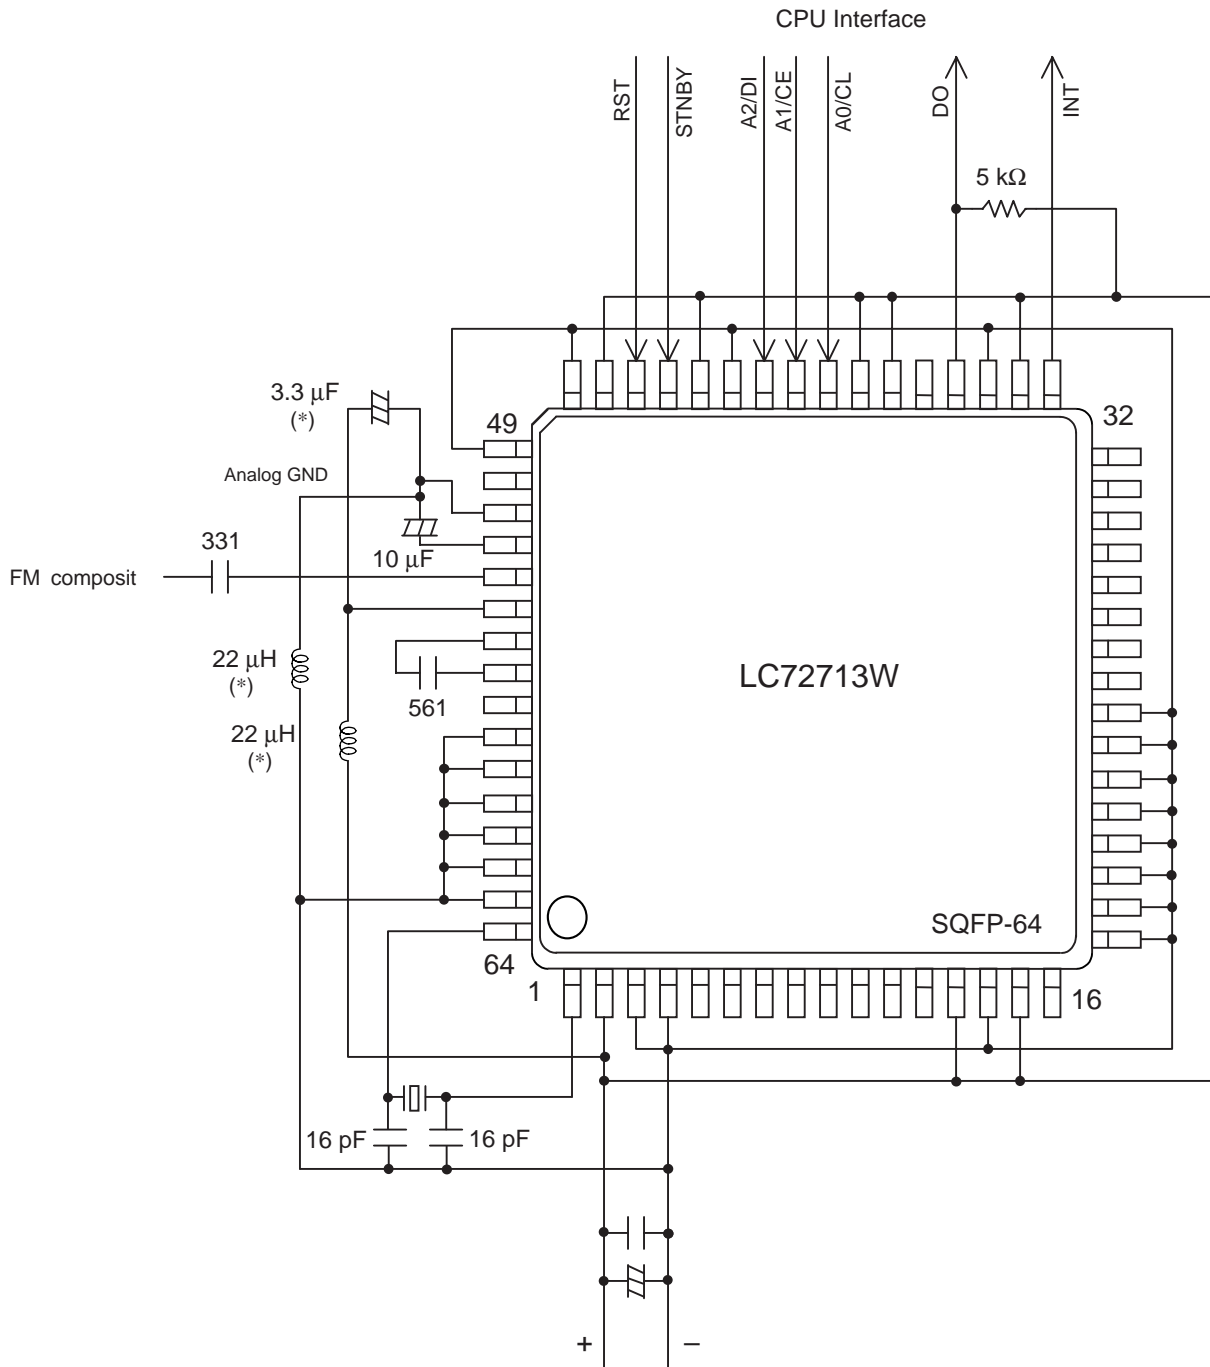 CPU Interface
RST
STNBY
A2/DI
A1/CE
A0/CL
DO
INT
5 kΩ
3.3 μF
(*)
49
32
Analog GND
331
10 μF
FM composit
22 μH
(*)
561
22 μH
(*)
LC72713W
SQFP-64
64
1
16
16 pF
16 pF
+
–